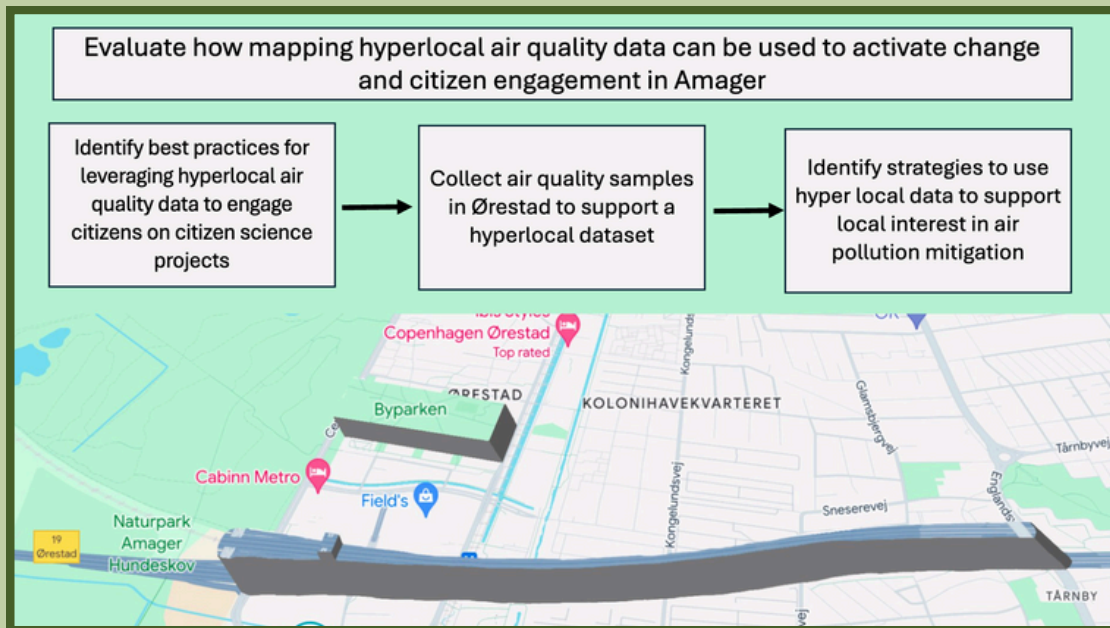 Evaluate how mapping hyperlocal air quality data can be used to activate change
and citizen engagement in Amager
Identify best practices for
leveraging hyperlocal air
quality data to engage
citizens on citizen science
projects
Collect air quality samples
in Ørestad to support a
hyperlocal dataset
Identify strategies to use
hyper local data to support
local interest in air
pollution mitigation
Copenhagen Ørestad
Top rated
ØRESTAD
Byparken
KOLONIHAVEKVARTERET
Kongelunds
Glamsbjergvej
Tårnbyvej
Cabinn Metro
Field's
Kongelundsvej
Sneserevej
Englands
Naturpark
Amager
Hundeskov
19
Ørestad
TÅRNBY
vej